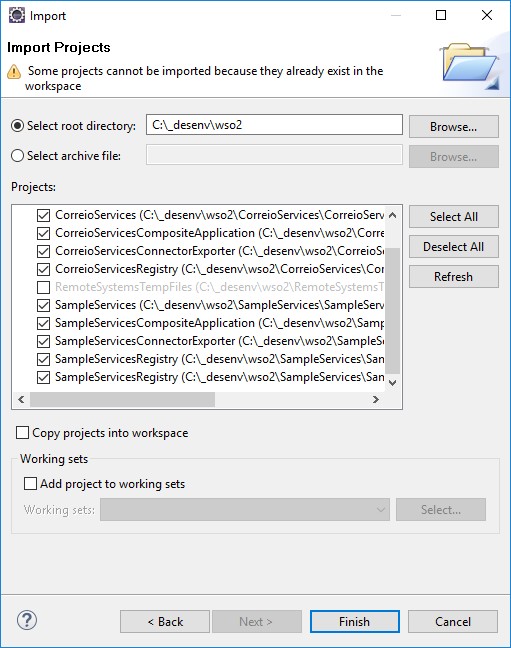 Import
Import Projects
Some projects cannot be imported because they already exist in the
workspace
Select root directory:
C:\_desenv\wso2
Browse...
Select archive file:
Browse...
Projects:
CorreioServices (C:\_desenv\wso2\CorreioServices\CorreioServ
CorreioServicesCompositeApplication (C:\_desenv\wso2\Corre
CorreioServicesConnectorExporter (C:\_desenv\wso2\CorreioS
CorreioServicesRegistry (C:\_desenv\wso2\CorreioServices\Cor
RemoteSystemsTempFiles (C:\_desenv\wso2\RemoteSystemsT
SampleServices (C:\_desenv\wso2\SampleServices\SampleServ
SampleServicesCompositeApplication (C:\_desenv\wso2\Samp
SampleServicesConnectorExporter (C:\_desenv\wso2\SampleS
SampleServicesRegistry (C:\_desenv\wso2\SampleServices\San
SampleServicesRegistry (C:\_desenv\wso2\SampleServices\San
Select All
Deselect All
Refresh
Copy projects into workspace
Working sets
Add project to working sets
Working sets:
Select...
?
< Back
Next >
Finish
Cancel